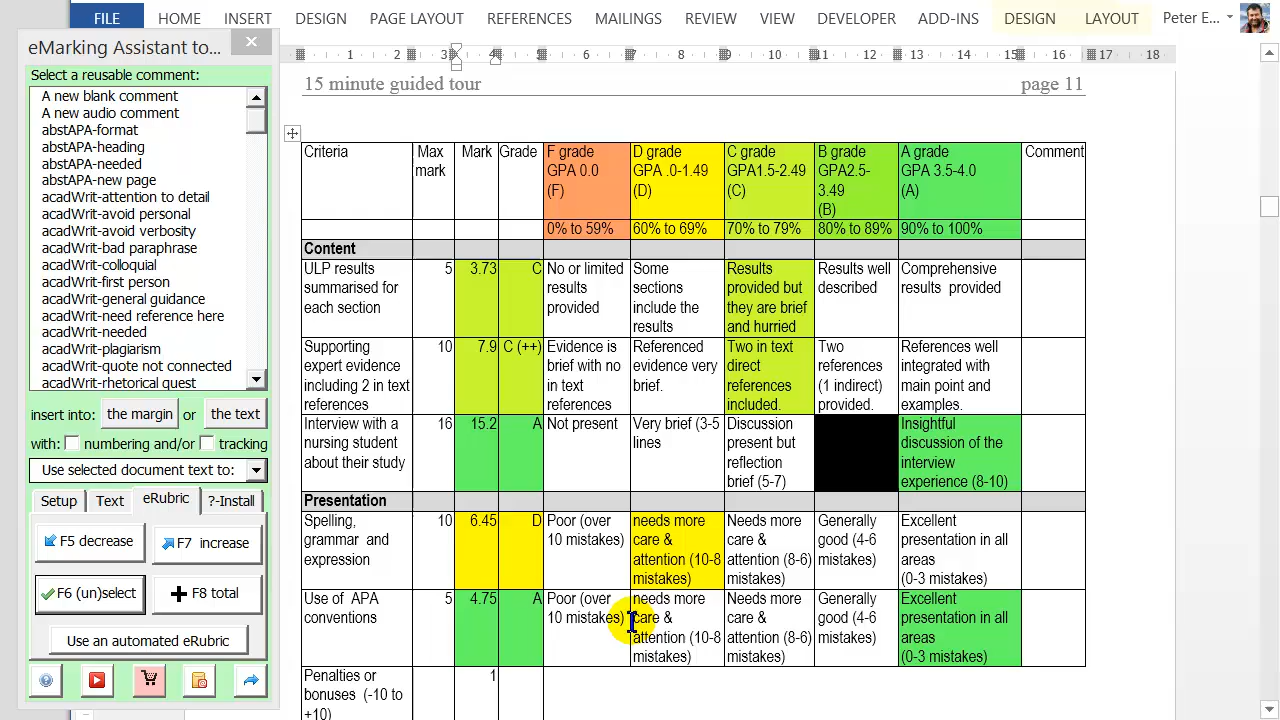 FILE HOME INSERT DESIGN PAGE LAYOUT REFERENCES MAILINGS REVIEW VIEW DEVELOPER ADD-INS DESIGN LAYOUT Peter E...
eMarking Assistant to...
Select a reusable comment:
A new blank comment
A new audio comment
abstAPA-format
abstAPA-heading
abstAPA-needed
abstAPA-new page
acadWrit-attention to detail
acadWrit-avoid personal
acadWrit-avoid verbosity
acadWrit-bad paraphrase
acadWrit-colloquial
acadWrit-first person
acadWrit-general guidance
acadWrit-need reference here
acadWrit-needed
acadWrit-plagiarism
acadWrit-quote not connected
acadWrit-rhetorical quest
insert into: the margin or the text
with: numbering and/or tracking
Use selected document text to:
Setup Text eRubric ?-Install
F5 decrease F7 increase
F6 (un)select F8 total
Use an automated eRubric
1 2 3 4 6 7 8 9 10 11 12 13 14 15 16 17 18
15 minute guided tour page 11
Criteria Max mark Mark Grade F grade GPA 0.0 (F) D grade GPA .0-1.49 (D) C grade GPA1.5-2.49 (C) B grade GPA2.5-3.49 (B) A grade GPA 3.5-4.0 (A) Comment
0% to 59% 60% to 69% 70% to 79% 80% to 89% 90% to 100%
Content
ULP results summarised for each section 5 3.73 C No or limited results provided Some sections include the results Results provided but they are brief and hurried Results well described Comprehensive results provided
Supporting expert evidence including 2 in text references 10 7.9 C (++) Evidence is brief with no in text references Referenced evidence very brief. Two in text direct references included. Two references (1 indirect) provided. References well integrated with main point and examples.
Interview with a nursing student about their study 16 15.2 A Not present Very brief (3-5 lines Discussion present but reflection brief (5-7) Insightful discussion of the interview experience (8-10)
Presentation
Spelling, grammar and expression 10 6.45 D Poor (over 10 mistakes) needs more care & attention (10-8 mistakes) Needs more care & attention (8-6) mistakes) Generally good (4-6 mistakes) Excellent presentation in all areas (0-3 mistakes)
Use of APA conventions 5 4.75 A Poor (over 10 mistakes) needs more care & attention (10-8 mistakes) Needs more care & attention (8-6) mistakes) Generally good (4-6 mistakes) Excellent presentation in all areas (0-3 mistakes)
Penalties or bonuses (-10 to +10) 1